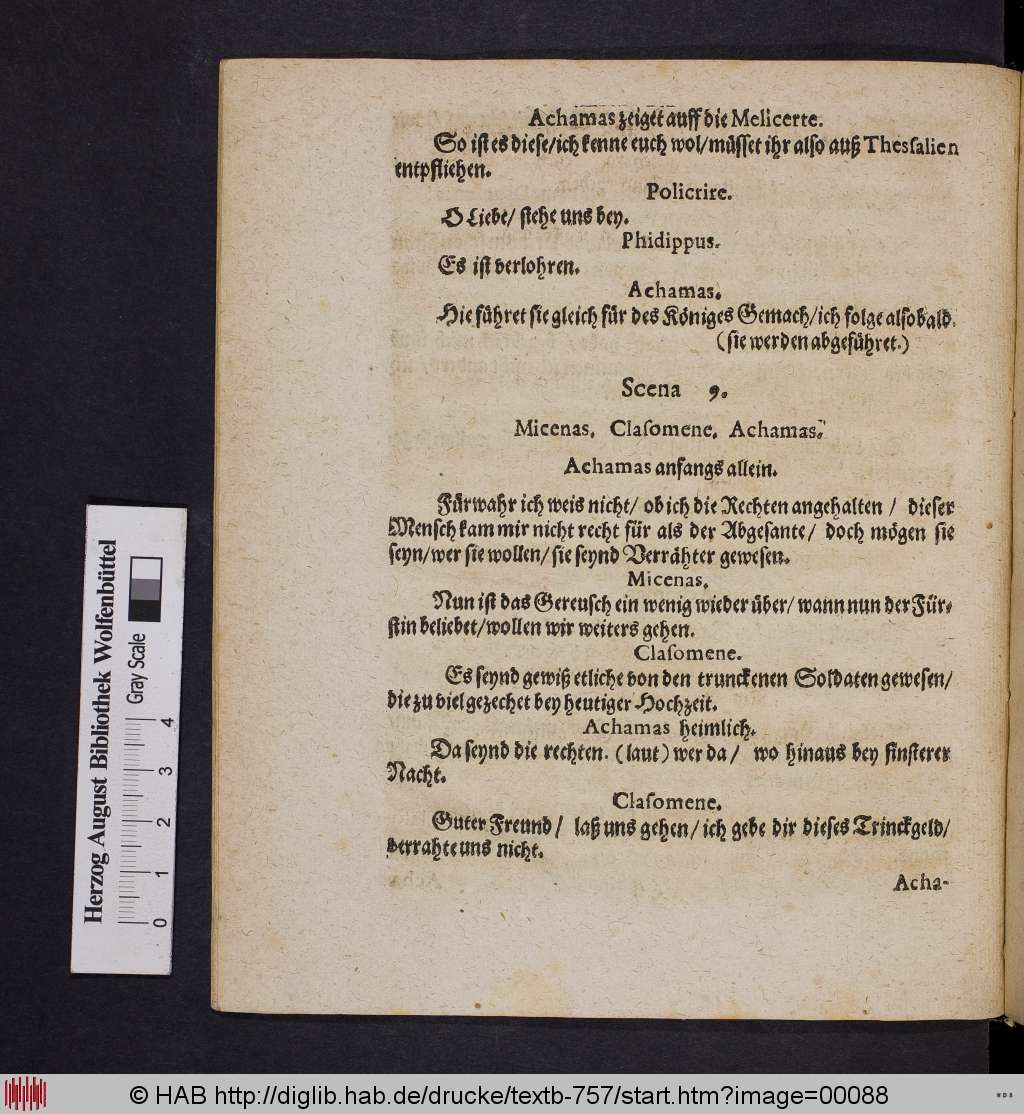 Achamas zeiget auff die Melicerte.
So ist es diese/ich kenne euch wol/müsset ihr also auß Thesſalien
entpfliehen.
Policrire.
O Liebe/ stehe uns bey.
Phidippus.
Es ist verlohren.
Achamas.
Hie führet sie gleich für des Königes Gemach/ich folge alsobald.
(sie werden abgeführet.)
Scena 9.
Micenas. Claſomene. Achamas.
Achamas anfangs allein.
Fürwahr ich weis nicht/ ob ich die Rechten angehalten / dieser
Mensch kam mir nicht recht für als der Abgesante/ doch mögen sie
seyn/wer sie wollen/ sie seynd Verrähter gewesen.
Micenas.
Nun ist das Gereusch ein wenig wieder über/ wann nun der Für-
stin beliebet/wollen wir weiters gehen.
Claſomene.
Es seynd gewiß etliche von den trunckenen Soldaten gewesen/
die zu viel gezechet bey heutiger Hochzeit.
Achamas heimlich.
Da seynd die rechten. (laut) wer da / wo hinaus bey finsterer
Nacht.
Claſomene.
Guter Freund / laß uns gehen / ich gebe dir dieses Trinckgeld/
verrahte uns nicht.
Acha-
Herzog August Bibliothek Wolfenbüttel
Gray Scale
0 1 2 3 4
© HAB http://diglib.hab.de/drucke/textb-757/start.htm?image=00088
WDB